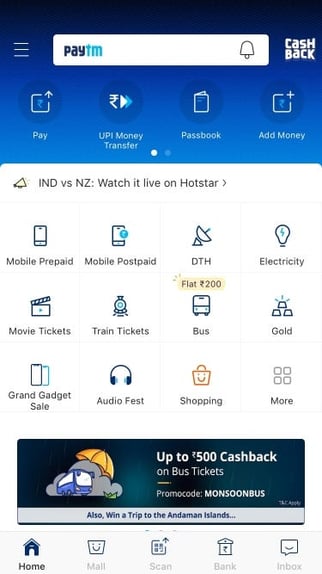 paytm
CASH
BACK
Pay
UPI Money
Transfer
Passbook
Add Money
IND vs NZ: Watch it live on Hotstar >
Mobile Prepaid
Mobile Postpaid
DTH
Electricity
Flat ₹200
Movie Tickets
Train Tickets
Bus
Gold
Grand Gadget
Sale
Audio Fest
Shopping
More
Up to ₹500 Cashback
on Bus Tickets
Promocode: MONSOONBUS
T&C Apply
Also, Win a Trip to the Andaman Islands...
Home
Mall
Scan
Bank
Inbox